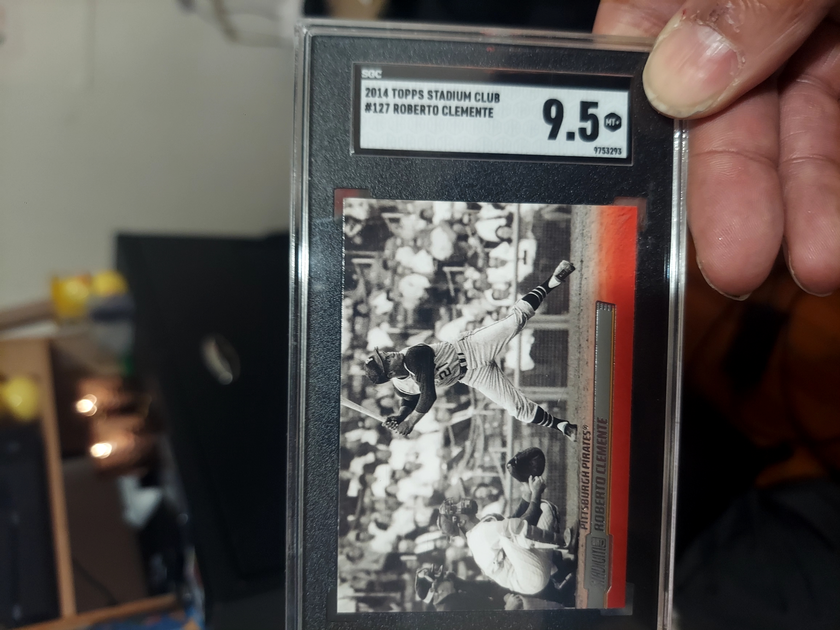 SGC
2014 TOPPS STADIUM CLUB
#127 ROBERTO CLEMENTE
9.5
MT+
9753293
PITTSBURGH PIRATES®
ROBERTO CLEMENTE